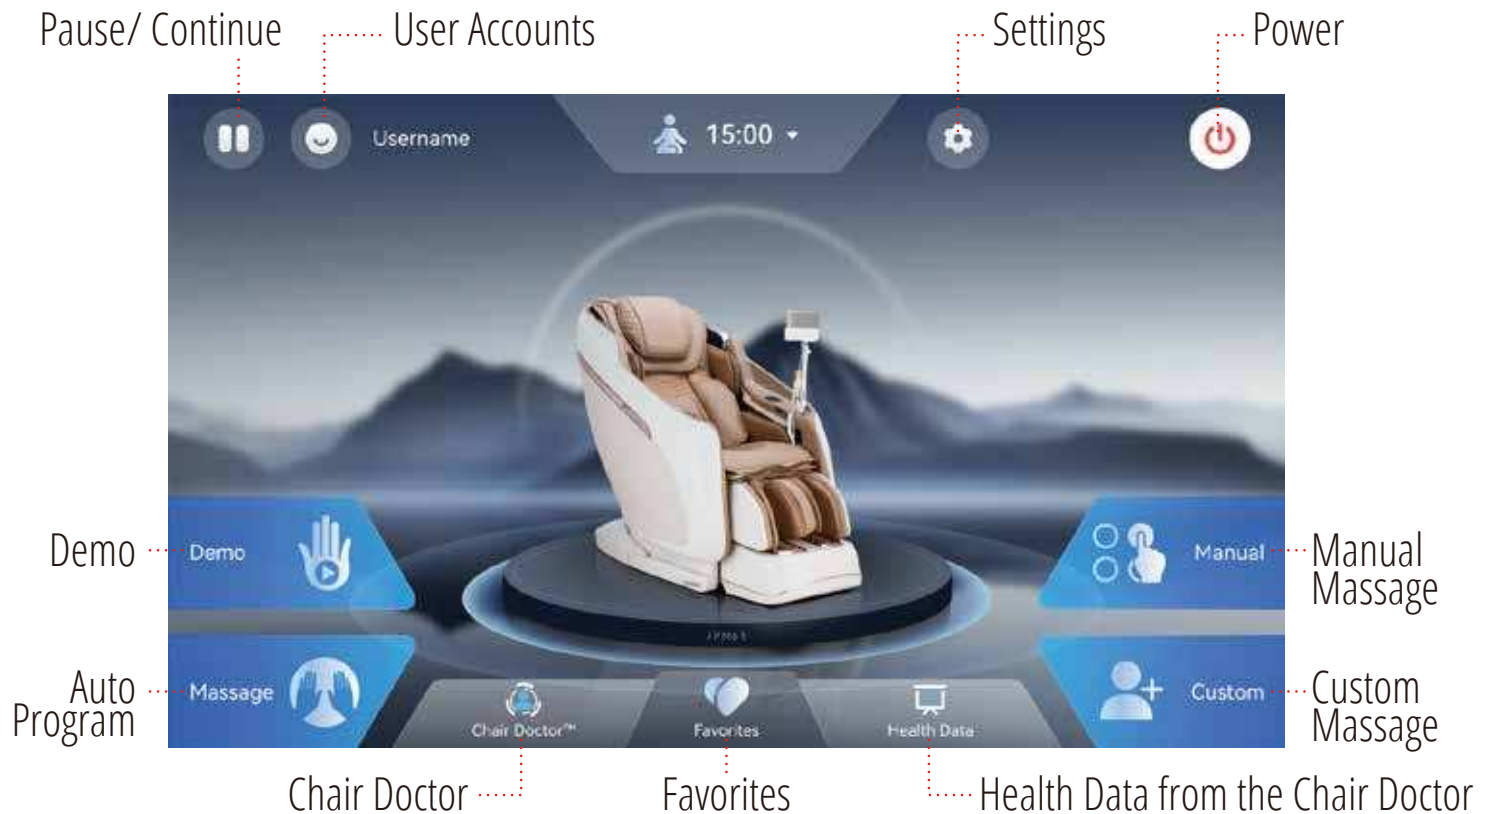 Pause/ Continue
User Accounts
Settings
Power
Username
15:00
Demo
Demo
Manual
Manual
Massage
Auto
Program
Massage
Custom
Custom
Massage
Chair Doctor™
Favorites
Health Data
Chair Doctor
Favorites
Health Data from the Chair Doctor